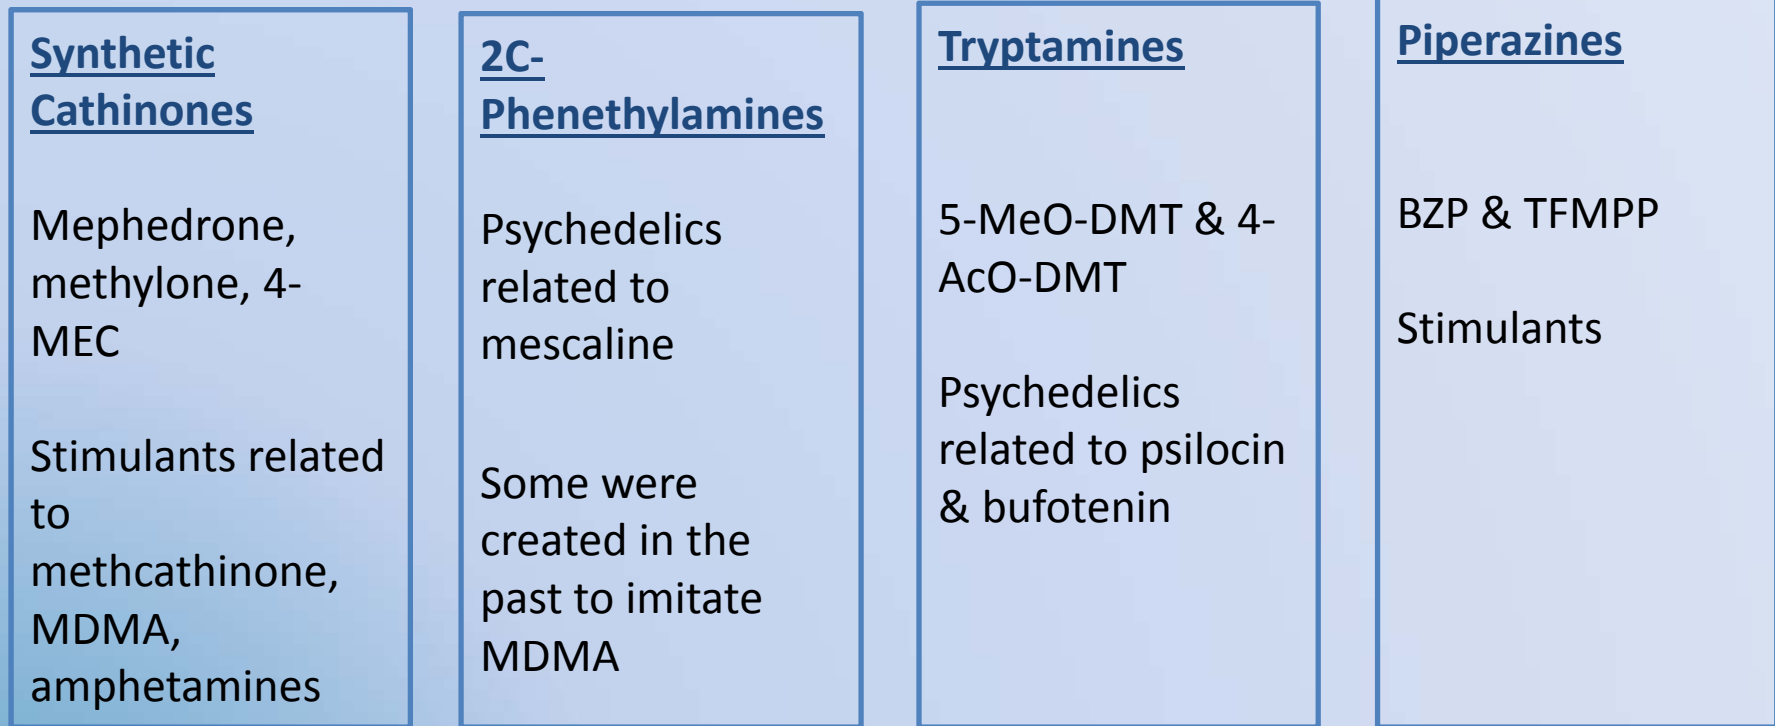 Synthetic
Cathinones
Mephedrone,
methylone, 4-
MEC
Stimulants related
to
methcathinone,
MDMA,
amphetamines
2C-
Phenethylamines
Psychedelics
related to
mescaline
Some were
created in the
past to imitate
MDMA
Tryptamines
5-MeO-DMT & 4-
AcO-DMT
Psychedelics
related to psilocin
& bufotenin
Piperazines
BZP & TFMPP
Stimulants